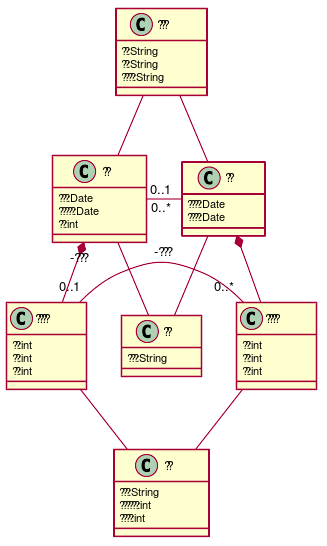 C ???
??:String
??:String
????:String
C ??
???:Date
?????:Date
??:int
C ??
????:Date
????:Date
0..1
0..*
-???
-???
0..1
0..*
C ????
??:int
??:int
??:int
C ??
???:String
C ????
??:int
??:int
??:int
C ??
???:String
??????:int
????:int